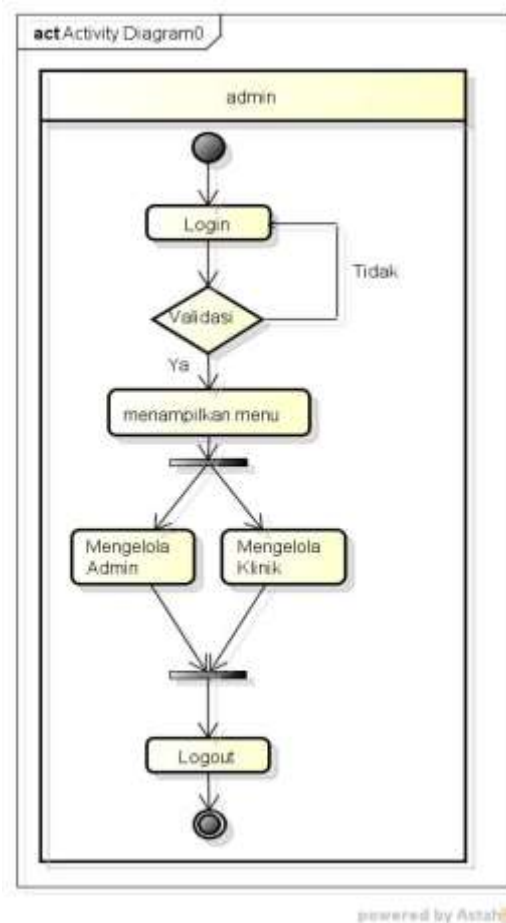 act Activity Diagram0
admin
Login
Tidak
Validasi
Ya
menampilkan menu
Mengelola
Admin
Mengelola
Klinik
Logout
powered by Astah